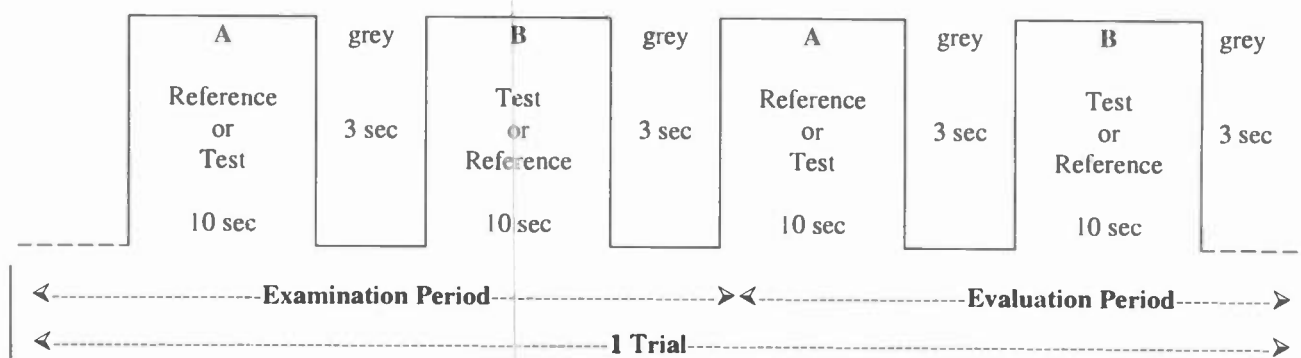 A grey B grey A grey B grey
Reference Test Reference Test
or 3 sec or 3 sec or 3 sec or 3 sec
Test Reference Test Reference
10 sec 10 sec 10 sec 10 sec
Examination Period Evaluation Period
1 Trial